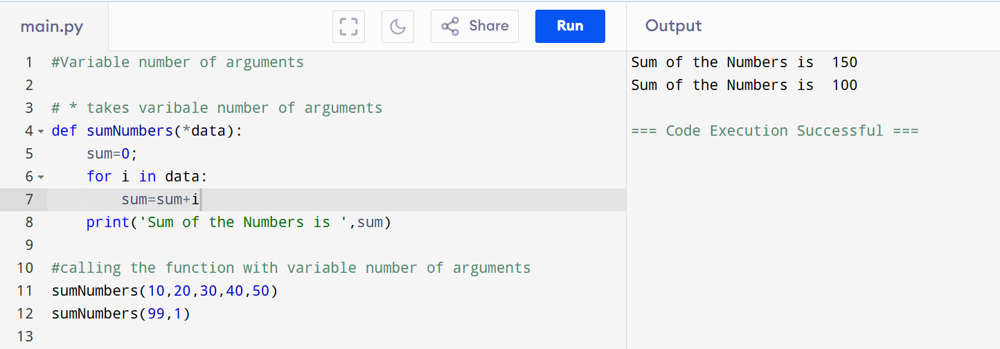 main.py
Share
Run
Output
1 #Variable number of arguments
2
3 # * takes varibale number of arguments
4 def sumNumbers(*data):
5     sum=0;
6     for i in data:
7         sum=sum+i
8     print('Sum of the Numbers is ',sum)
9
10 #calling the function with variable number of arguments
11 sumNumbers(10,20,30,40,50)
12 sumNumbers(99,1)
13
Sum of the Numbers is  150
Sum of the Numbers is  100
=== Code Execution Successful ===